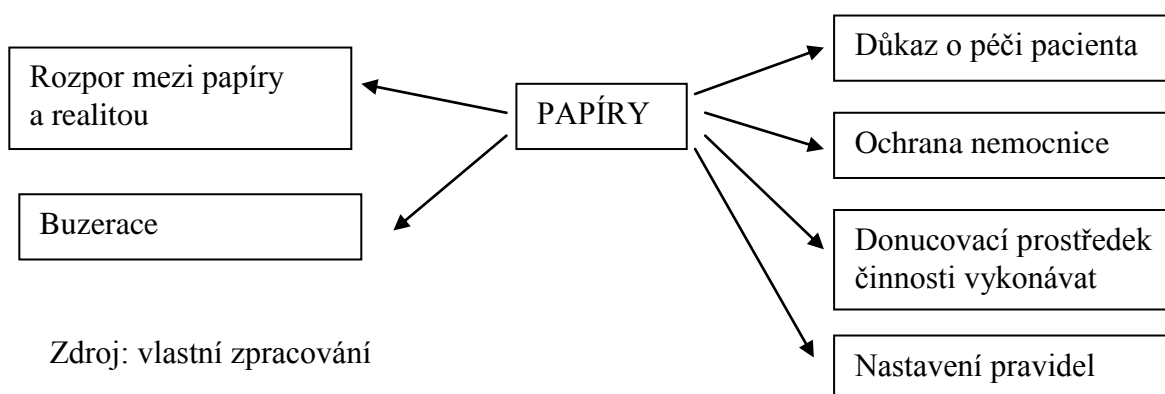 Rozpor mezi papíry
a realitou
Buzerace
PAPÍRY
Důkaz o péči pacienta
Ochrana nemocnice
Donucovací prostředek
činnosti vykonávat
Nastavení pravidel
Zdroj: vlastní zpracování